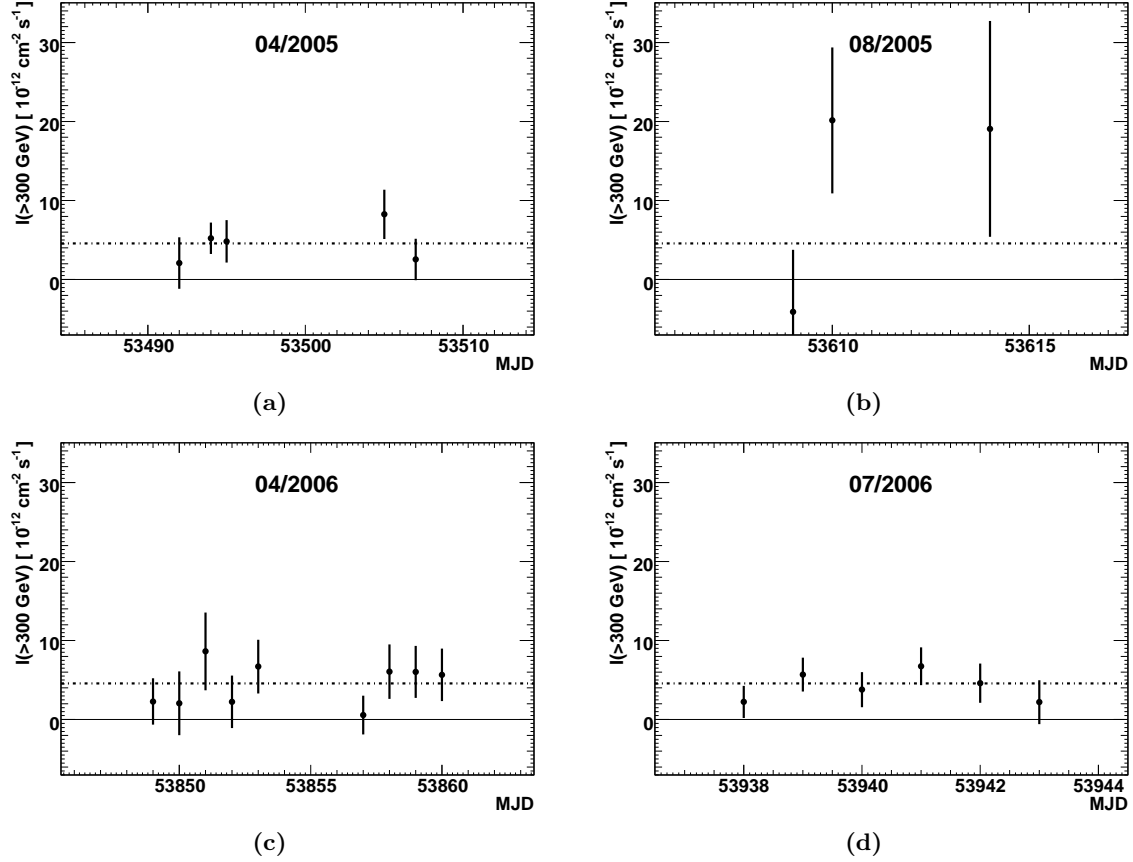 04/2005
I(>300 GeV) [ 10⁻¹² cm⁻² s⁻¹ ]
30
20
10
0
53490 53500 53510
MJD
(a)
08/2005
I(>300 GeV) [ 10⁻¹² cm⁻² s⁻¹ ]
30
20
10
0
53610 53615
MJD
(b)
04/2006
I(>300 GeV) [ 10⁻¹² cm⁻² s⁻¹ ]
30
20
10
0
53850 53855 53860
MJD
(c)
07/2006
I(>300 GeV) [ 10⁻¹² cm⁻² s⁻¹ ]
30
20
10
0
53938 53940 53942 53944
MJD
(d)